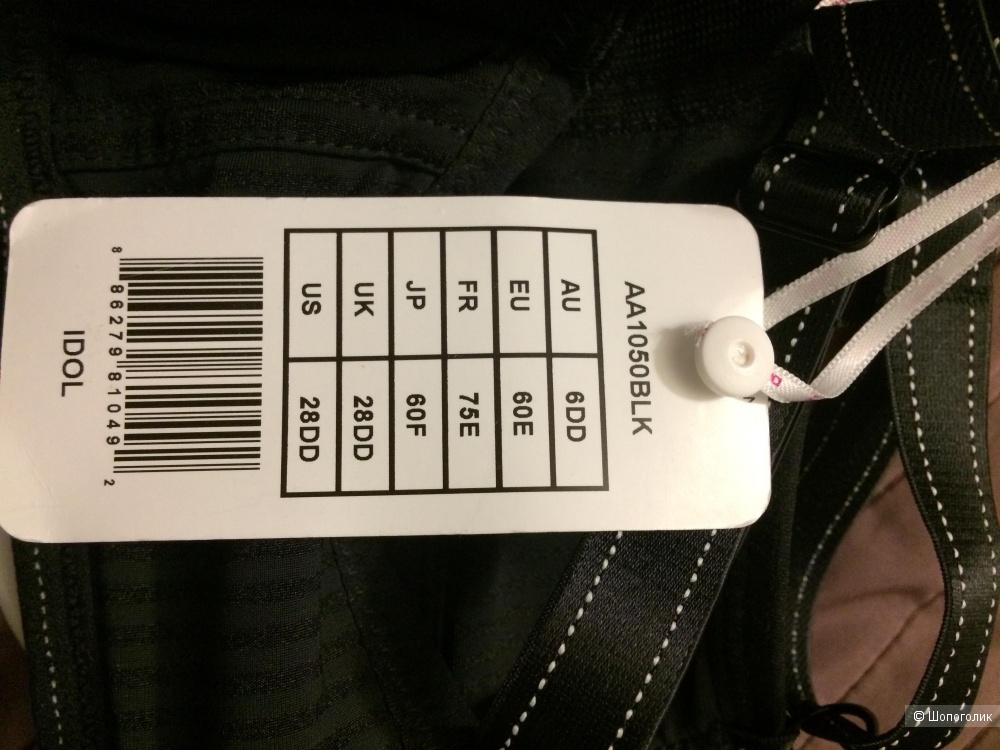 AA1050BLK
AU 6DD
EU 60E
FR 75E
JP 60F
UK 28DD
US 28DD
8 86279 81049 2
IDOL
© Шопоголик